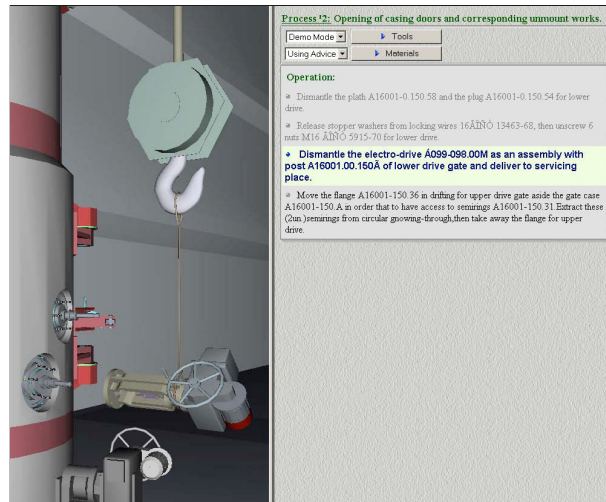 Process '2: Opening of casing doors and corresponding unmount works.
Demo Mode
Tools
Using Advice
Materials
Operation:
Dismantle the plath A16001-0.150.58 and the plug A16001-0.150.54 for lower
drive.
Release stopper washers from locking wires 16ÃÎÑÒ 13463-68, then unscrew 6
nuts M16 ÃÎÑÒ 5915-70 for lower drive.
Dismantle the electro-drive Á099-098.00M as an assembly with
post A16001.00.150Â of lower drive gate and deliver to servicing
place.
Move the flange A16001-150.36 in drifting for upper drive gate aside the gate case
A16001-150.A in order that to have access to semirings A16001-150.31.Extract these
(2un.)semirings from circular gnowing-through,then take away the flange for upper
drive.